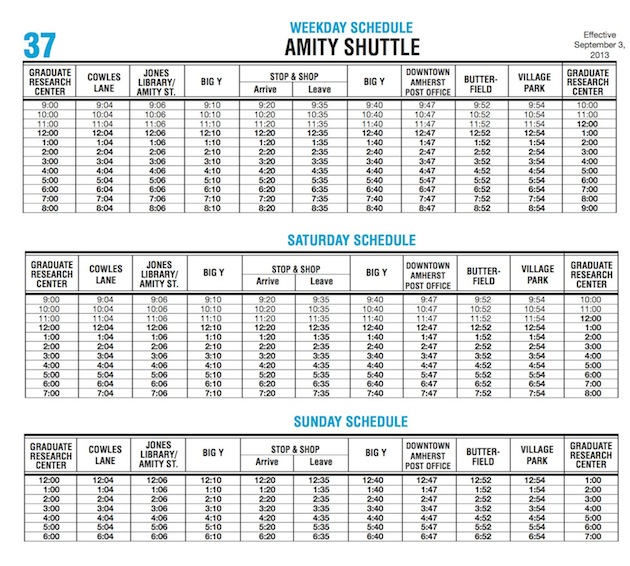 37
WEEKDAY SCHEDULE
AMITY SHUTTLE
Effective
September 3,
2013
GRADUATE RESEARCH CENTER COWLES LANE JONES LIBRARY/ AMITY ST. BIG Y STOP & SHOP Arrive Leave BIG Y DOWNTOWN AMHERST POST OFFICE BUTTER- FIELD VILLAGE PARK GRADUATE RESEARCH CENTER
9:00 9:04 9:06 9:10 9:20 9:35 9:40 9:47 9:52 9:54 10:00
10:00 10:04 10:06 10:10 10:20 10:35 10:40 10:47 10:52 10:54 11:00
11:00 11:04 11:06 11:10 11:20 11:35 11:40 11:47 11:52 11:54 12:00
12:00 12:04 12:06 12:10 12:20 12:35 12:40 12:47 12:52 12:54 1:00
1:00 1:04 1:06 1:10 1:20 1:35 1:40 1:47 1:52 1:54 2:00
2:00 2:04 2:06 2:10 2:20 2:35 2:40 2:47 2:52 2:54 3:00
3:00 3:04 3:06 3:10 3:20 3:35 3:40 3:47 3:52 3:54 4:00
4:00 4:04 4:06 4:10 4:20 4:35 4:40 4:47 4:52 4:54 5:00
5:00 5:04 5:06 5:10 5:20 5:35 5:40 5:47 5:52 5:54 6:00
6:00 6:04 6:06 6:10 6:20 6:35 6:40 6:47 6:52 6:54 7:00
7:00 7:04 7:06 7:10 7:20 7:35 7:40 7:47 7:52 7:54 8:00
8:00 8:04 8:06 8:10 8:20 8:35 8:40 8:47 8:52 8:54 9:00
SATURDAY SCHEDULE
GRADUATE RESEARCH CENTER COWLES LANE JONES LIBRARY/ AMITY ST. BIG Y STOP & SHOP Arrive Leave BIG Y DOWNTOWN AMHERST POST OFFICE BUTTER- FIELD VILLAGE PARK GRADUATE RESEARCH CENTER
9:00 9:04 9:06 9:10 9:20 9:35 9:40 9:47 9:52 9:54 10:00
10:00 10:04 10:06 10:10 10:20 10:35 10:40 10:47 10:52 10:54 11:00
11:00 11:04 11:06 11:10 11:20 11:35 11:40 11:47 11:52 11:54 12:00
12:00 12:04 12:06 12:10 12:20 12:35 12:40 12:47 12:52 12:54 1:00
1:00 1:04 1:06 1:10 1:20 1:35 1:40 1:47 1:52 1:54 2:00
2:00 2:04 2:06 2:10 2:20 2:35 2:40 2:47 2:52 2:54 3:00
3:00 3:04 3:06 3:10 3:20 3:35 3:40 3:47 3:52 3:54 4:00
4:00 4:04 4:06 4:10 4:20 4:35 4:40 4:47 4:52 4:54 5:00
5:00 5:04 5:06 5:10 5:20 5:35 5:40 5:47 5:52 5:54 6:00
6:00 6:04 6:06 6:10 6:20 6:35 6:40 6:47 6:52 6:54 7:00
7:00 7:04 7:06 7:10 7:20 7:35 7:40 7:47 7:52 7:54 8:00
SUNDAY SCHEDULE
GRADUATE RESEARCH CENTER COWLES LANE JONES LIBRARY/ AMITY ST. BIG Y STOP & SHOP Arrive Leave BIG Y DOWNTOWN AMHERST POST OFFICE BUTTER- FIELD VILLAGE PARK GRADUATE RESEARCH CENTER
12:00 12:04 12:06 12:10 12:20 12:35 12:40 12:47 12:52 12:54 1:00
1:00 1:04 1:06 1:10 1:20 1:35 1:40 1:47 1:52 1:54 2:00
2:00 2:04 2:06 2:10 2:20 2:35 2:40 2:47 2:52 2:54 3:00
3:00 3:04 3:06 3:10 3:20 3:35 3:40 3:47 3:52 3:54 4:00
4:00 4:04 4:06 4:10 4:20 4:35 4:40 4:47 4:52 4:54 5:00
5:00 5:04 5:06 5:10 5:20 5:35 5:40 5:47 5:52 5:54 6:00
6:00 6:04 6:06 6:10 6:20 6:35 6:40 6:47 6:52 6:54 7:00